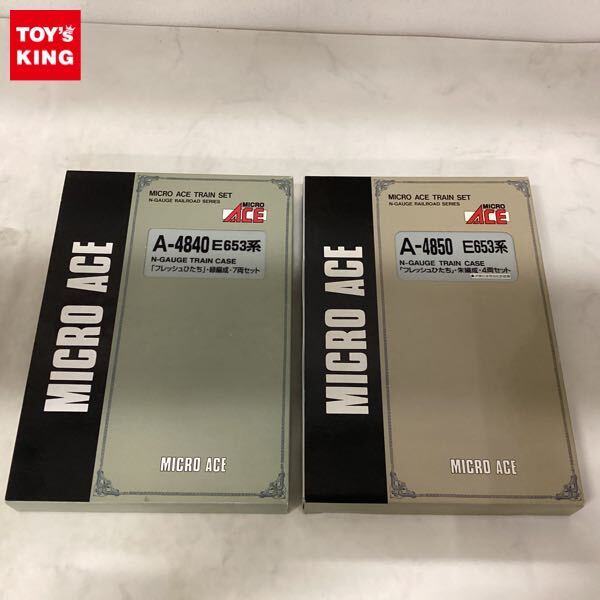 TOY's
KING
MICRO ACE
MICRO ACE TRAIN SET
N-GAUGE RAILROAD SERIES
A-4840 E653系
N-GAUGE TRAIN CASE
「フレッシュひたち」・緑編成・7両セット
MICRO ACE
MICRO ACE
MICRO ACE TRAIN SET
N-GAUGE RAILROAD SERIES
MICRO
ACE
A-4850 E653系
N-GAUGE TRAIN CASE
「フレッシュひたち」・朱編成・4両セット
MICRO ACE
MICRO
ACE